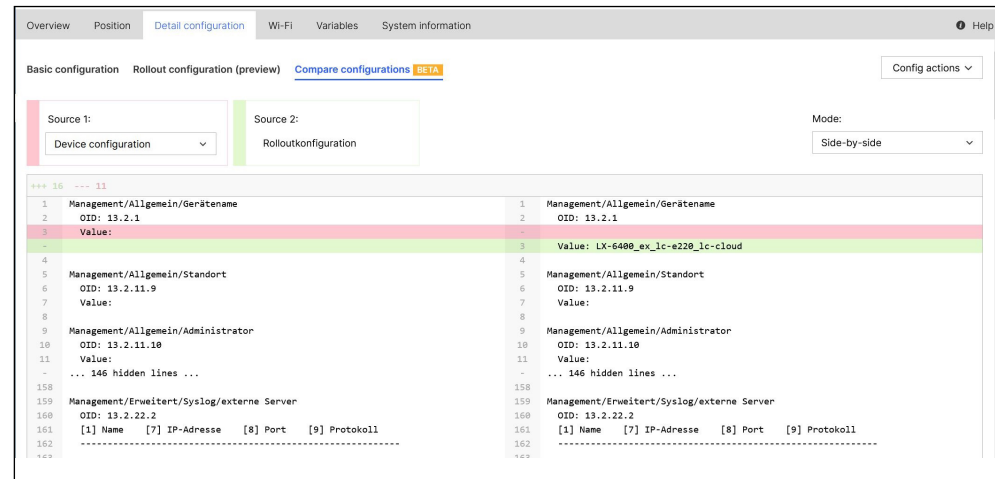 Overview Position Detail configuration Wi-Fi Variables System information Help
Basic configuration Rollout configuration (preview) Compare configurations BETA Config actions
Source 1: Source 2: Mode:
Device configuration Rolloutkonfiguration Side-by-side
+++ 16 --- 11
1 Management/Allgemein/Gerätename 1 Management/Allgemein/Gerätename
2 OID: 13.2.1 2 OID: 13.2.1
3 Value: -
- 3 Value: LX-6400_ex_lc-e220_lc-cloud
4 4
5 Management/Allgemein/Standort 5 Management/Allgemein/Standort
6 OID: 13.2.11.9 6 OID: 13.2.11.9
7 Value: 7 Value:
8 8
9 Management/Allgemein/Administrator 9 Management/Allgemein/Administrator
10 OID: 13.2.11.10 10 OID: 13.2.11.10
11 Value: 11 Value:
- ... 146 hidden lines ... - ... 146 hidden lines ...
158 158
159 Management/Erweitert/Syslog/externe Server 159 Management/Erweitert/Syslog/externe Server
160 OID: 13.2.22.2 160 OID: 13.2.22.2
161 [1] Name [7] IP-Adresse [8] Port [9] Protokoll 161 [1] Name [7] IP-Adresse [8] Port [9] Protokoll
162 ---------------------------------------------------------------- 162 ----------------------------------------------------------------
163 163